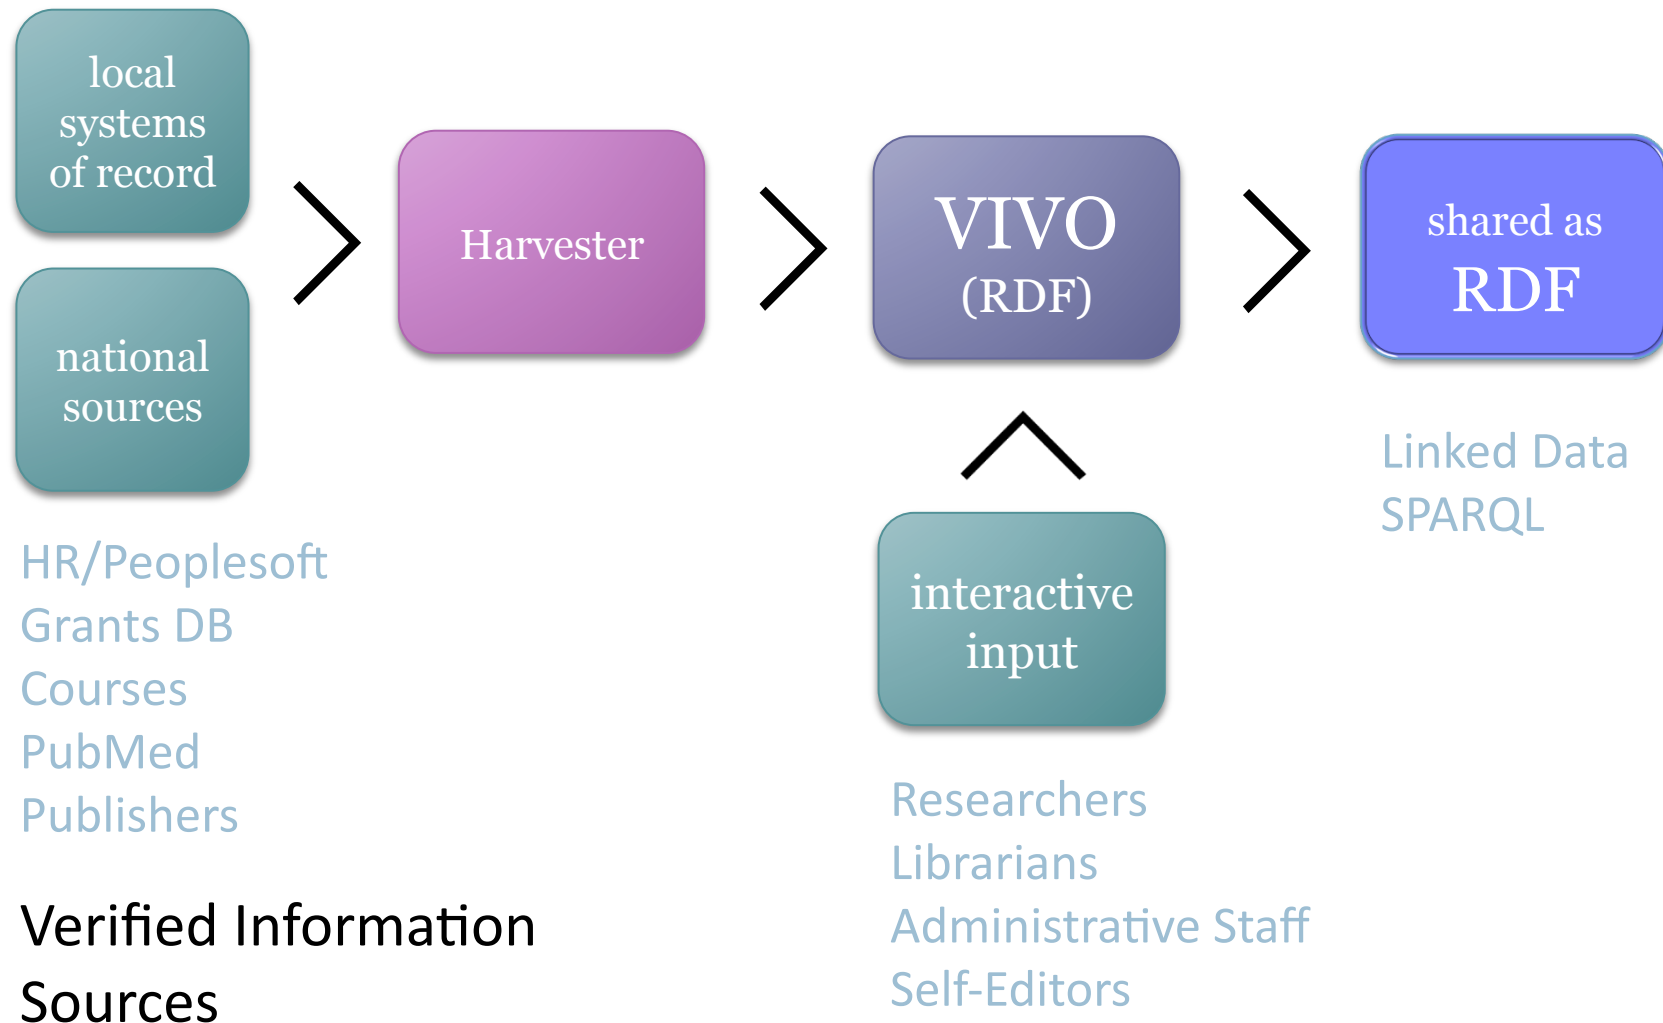 local
systems
of record
national
sources
HR/Peoplesoft
Grants DB
Courses
PubMed
Publishers
Verified Information
Sources
Harvester
VIVO
(RDF)
interactive
input
Researchers
Librarians
Administrative Staff
Self-Editors
shared as
RDF
Linked Data
SPARQL